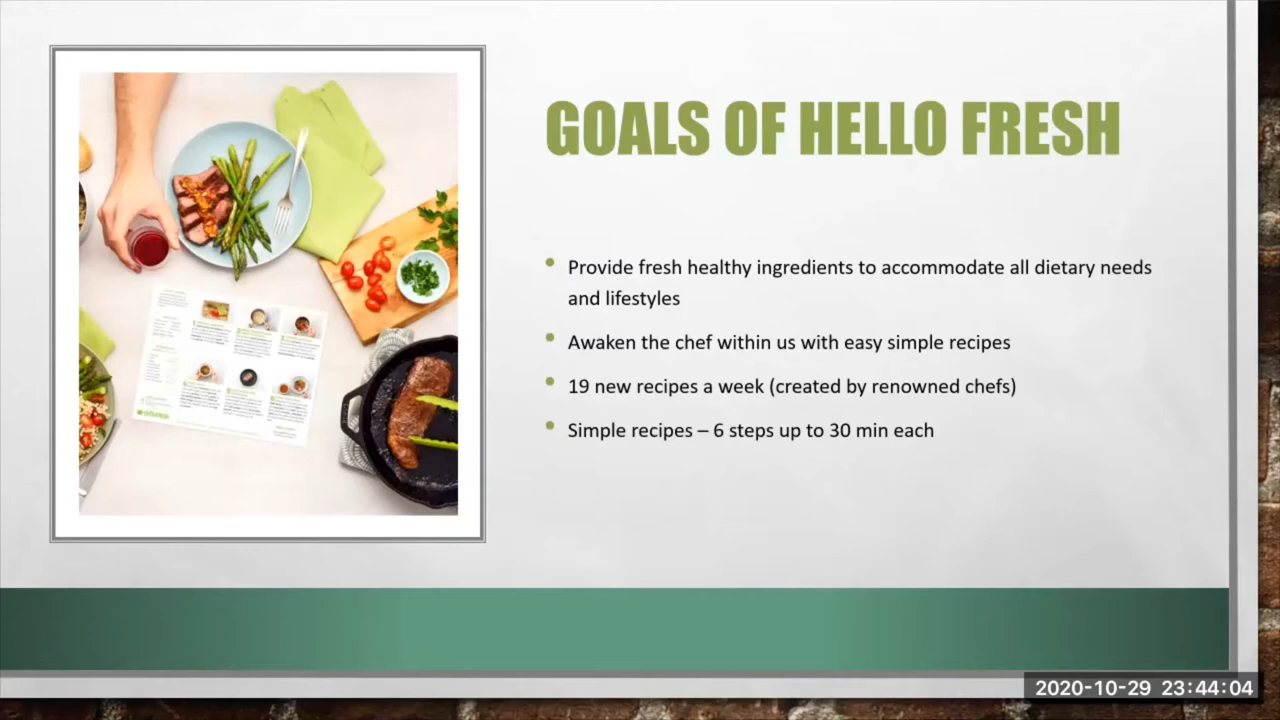 GOALS OF HELLO FRESH
Provide fresh healthy ingredients to accommodate all dietary needs
and lifestyles
Awaken the chef within us with easy simple recipes
19 new recipes a week (created by renowned chefs)
Simple recipes – 6 steps up to 30 min each
2020-10-29 23:44:04